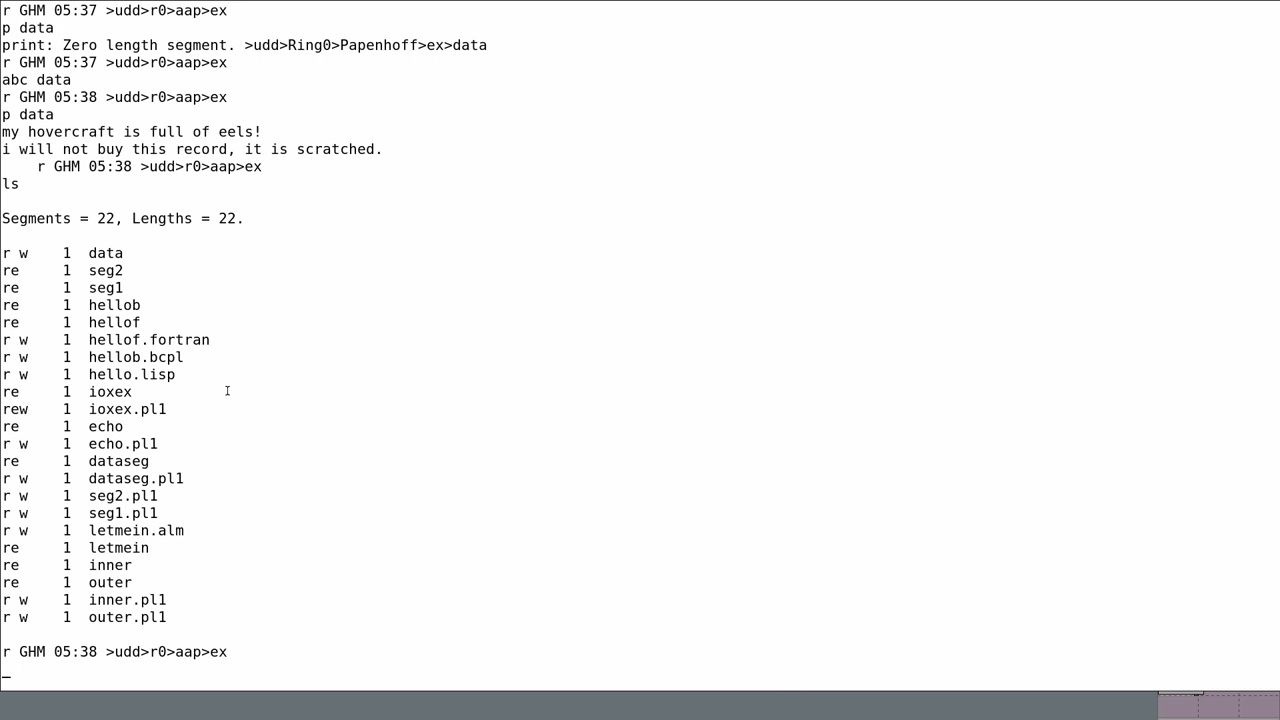 r GHM 05:37 >udd>r0>aap>ex
p data
print: Zero length segment. >udd>Ring0>Papenhoff>ex>data
r GHM 05:37 >udd>r0>aap>ex
abc data
r GHM 05:38 >udd>r0>aap>ex
p data
my hovercraft is full of eels!
i will not buy this record, it is scratched.
    r GHM 05:38 >udd>r0>aap>ex
ls

Segments = 22, Lengths = 22.

r w    1  data
re     1  seg2
re     1  seg1
re     1  hellob
re     1  hellof
r w    1  hellof.fortran
r w    1  hellob.bcpl
r w    1  hello.lisp
re     1  ioxex
rew    1  ioxex.pl1
re     1  echo
r w    1  echo.pl1
re     1  dataseg
r w    1  dataseg.pl1
r w    1  seg2.pl1
r w    1  seg1.pl1
r w    1  letmein.alm
re     1  letmein
re     1  inner
re     1  outer
r w    1  inner.pl1
r w    1  outer.pl1

r GHM 05:38 >udd>r0>aap>ex